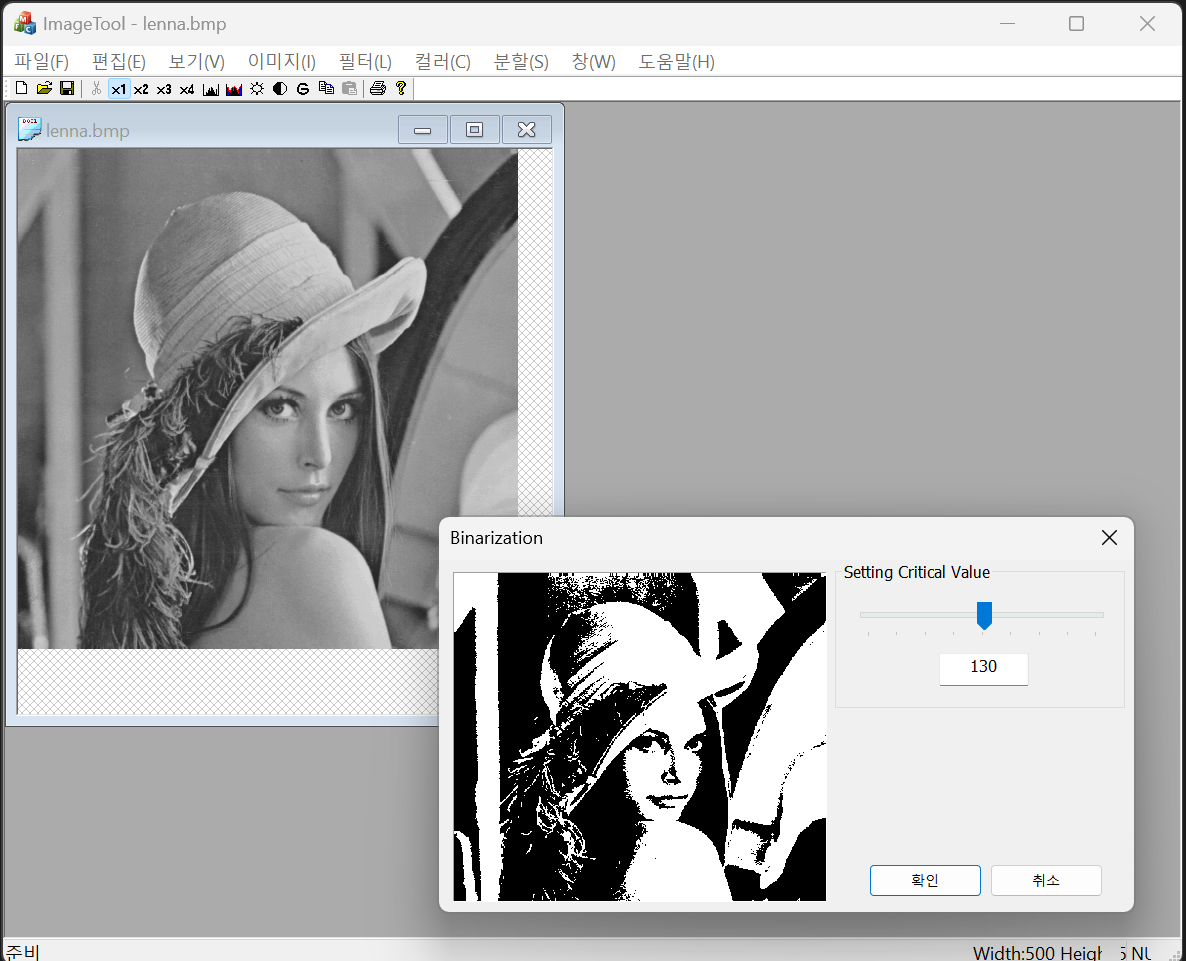 ImageTool - lenna.bmp
파일(F) 편집(E) 보기(V) 이미지(I) 필터(L) 컬러(C) 분할(S) 창(W) 도움말(H)
x1 x2 x3 x4 G ?
lenna.bmp
Binarization
Setting Critical Value
130
확인 취소
준비 Width:500 Heigh